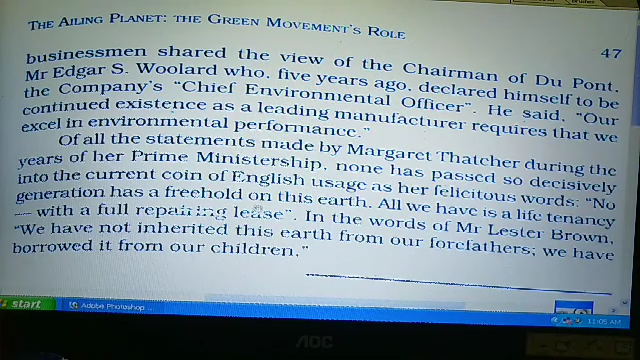 THE AILING PLANET: THE GREEN MOVEMENT'S ROLE
47
businessmen shared the view of the Chairman of Du Pont,
Mr Edgar S. Woolard who, five years ago, declared himself to be
the Company's "Chief Environmental Officer". He said, "Our
continued existence as a leading manufacturer requires that we
excel in environmental performance."
Of all the statements made by Margaret Thatcher during the
years of her Prime Ministership, none has passed so decisively
into the current coin of English usage as her felicitous words: "No
generation has a freehold on this earth. All we have is a life tenancy
— with a full repairing lease". In the words of Mr Lester Brown,
"We have not inherited this earth from our forefathers; we have
borrowed it from our children."
start
Adobe Photoshop ...
11:05 AM
AOC